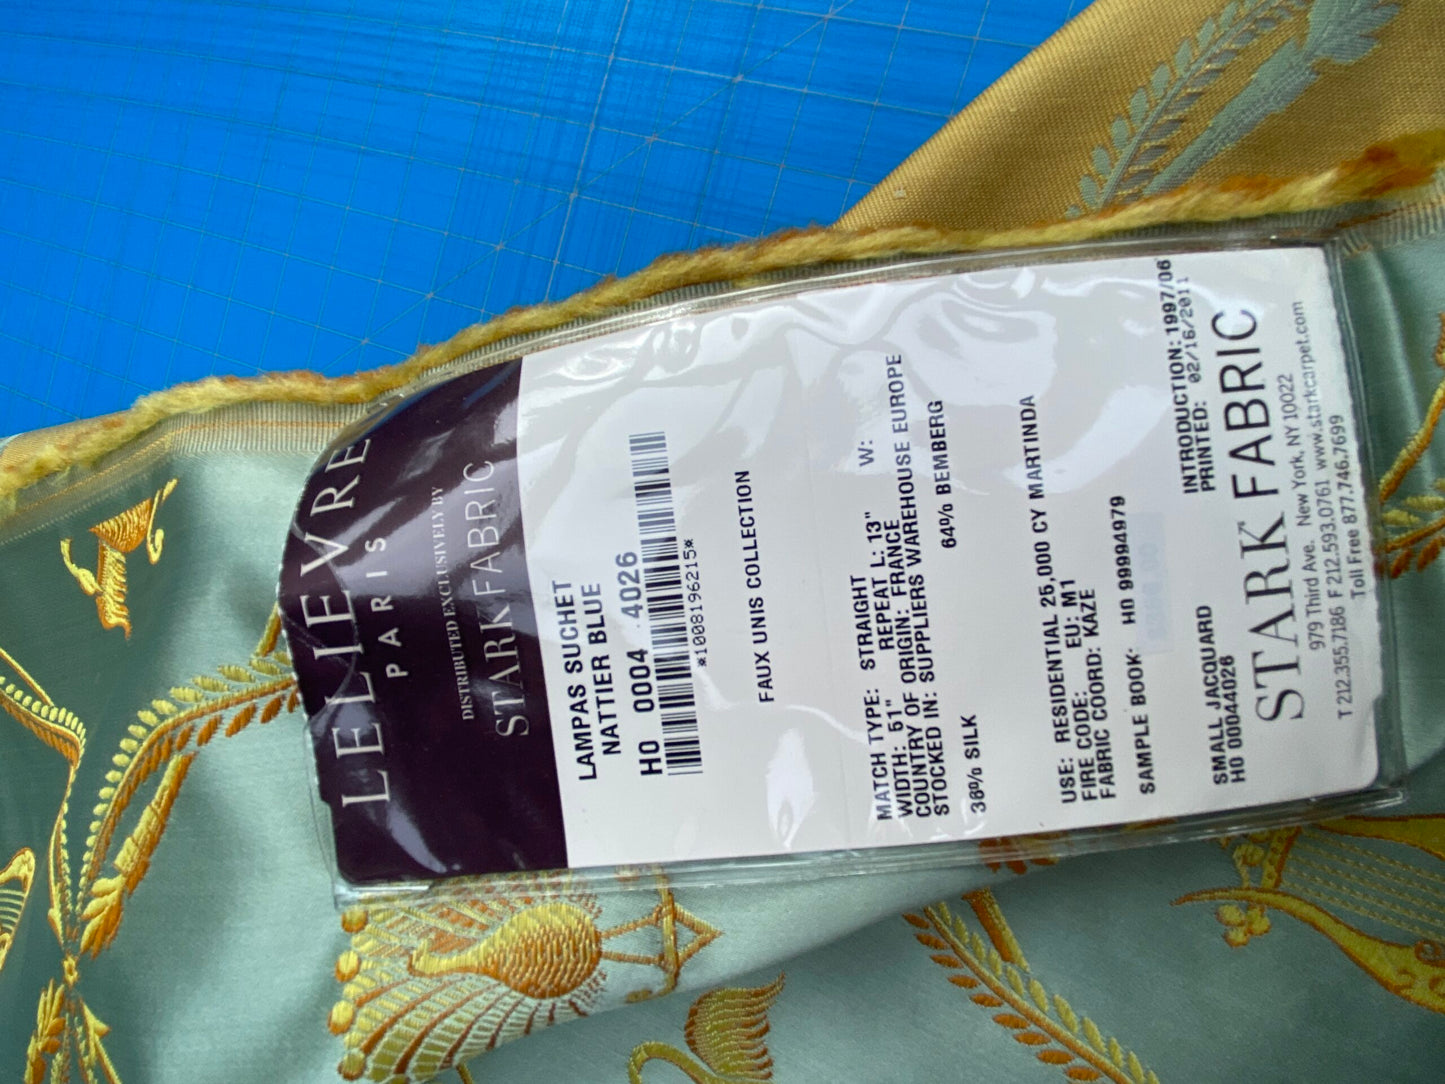 LELIEVRE
PARIS
DISTRIBUTED EXCLUSIVELY BY
STARK FABRIC
LAMPAS SUCHET
NATTIER BLUE
H0 0004 4026
*1008196215*
FAUX UNIS COLLECTION
MATCH TYPE: STRAIGHT
WIDTH: 51" REPEAT L: 13" W:
COUNTRY OF ORIGIN: FRANCE
STOCKED IN: SUPPLIERS WAREHOUSE EUROPE
36% SILK 64% BEMBERG
USE: RESIDENTIAL 25,000 CY MARTINDA
FIRE CODE: EU: M1
FABRIC COORD: KAZE
SAMPLE BOOK: H0 99994979
INTRODUCTION: 1997/06
PRINTED: 02/16/2011
SMALL JACQUARD
H0 00044026
STARK FABRIC
979 Third Ave. New York, NY 10022
T 212.355.7186 F 212.593.0761 www.starkcarpet.com
Toll Free 877.746.7699